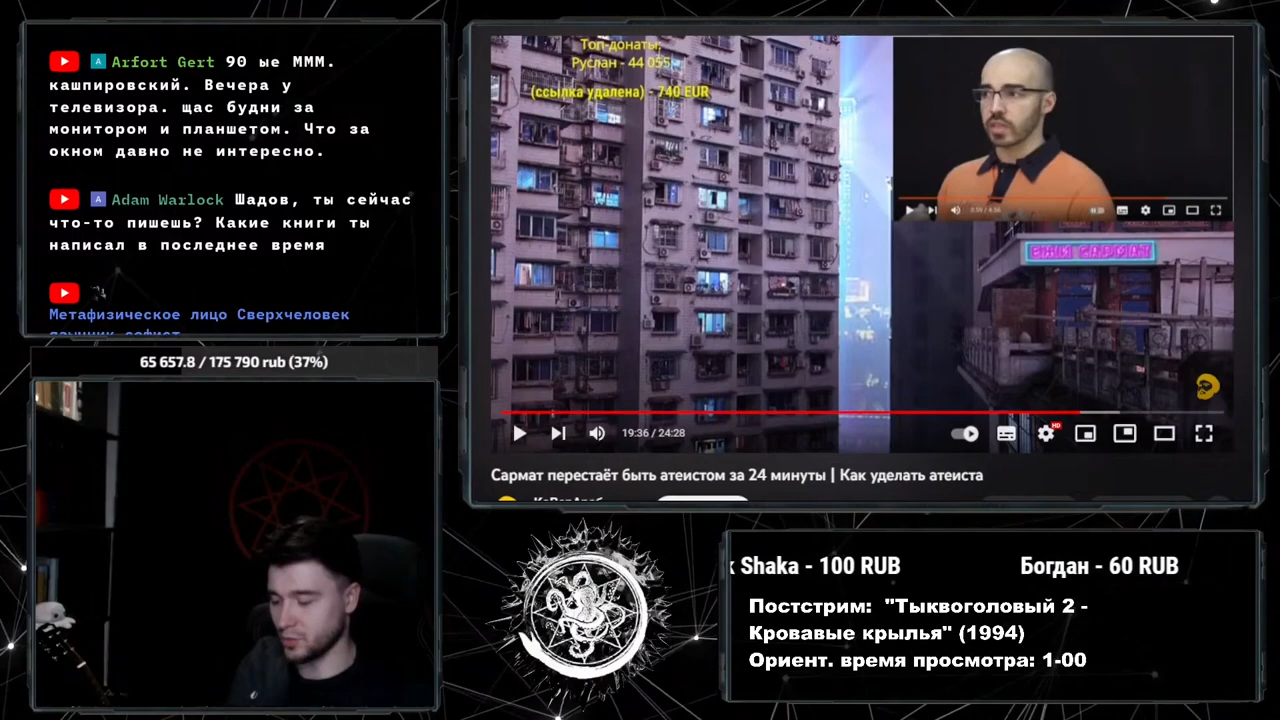 Arfort Gert 90 ые МММ.
кашпировский. Вечера у
телевизора. щас будни за
монитором и планшетом. Что за
окном давно не интересно.
Adam Warlock Шадов, ты сейчас
что-то пишешь? Какие книги ты
написал в последнее время
Метафизическое лицо Сверхчеловек
язычник софист
65 657.8 / 175 790 rub (37%)
Топ-донаты:
Руслан - 44 055
(ссылка удалена) - 740 EUR
19:36 / 24:28
HD
Сармат перестаёт быть атеистом за 24 минуты | Как уделать атеиста
Shaka - 100 RUB
Богдан - 60 RUB
Постстрим: "Тыквоголовый 2 -
Кровавые крылья" (1994)
Ориент. время просмотра: 1-00